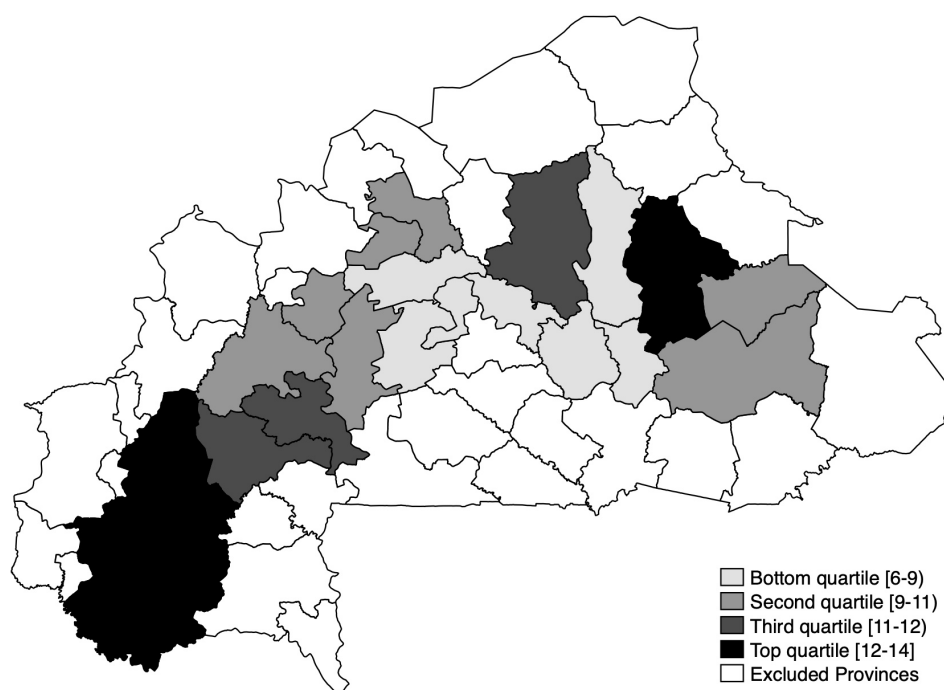 Bottom quartile [6-9)
Second quartile [9-11)
Third quartile [11-12)
Top quartile [12-14]
Excluded Provinces